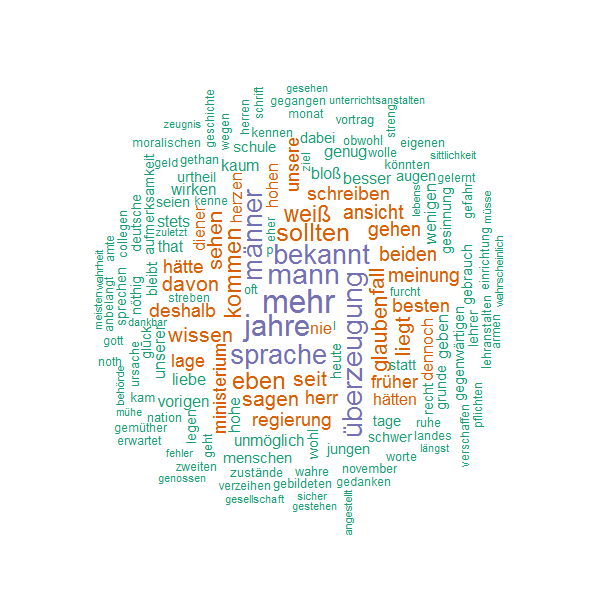 gesehen
gegangen
unterrichtsanstalten
schrift
herren
geschichte
monat
vortrag
streng
zeugnis
wegen
kennen
dabei
obwohl
eigenen
moralischen
schule
unsere
ziel
genug
wolle
sittlichkeit
geld
gethan
kaum
bloß
besser
könnten
augen
gelernt
aufmerksamkeit
urtheil
wirken
herzen
hohen
schreiben
lebens
wenigen
gesinnung
gefahr
müsse
deutsche
seien
kenne
männer
weiß
ansicht
collegen
stets
diener
sehen
eher
sollten
gehen
amte
zuletzt
that
kommen
p
bekannt
beiden
einrichtung
wahrheit
sprechen
bleibt
hätte
mann
fall
meinung
gebrauch
wahrscheinlich
anbelangt
nöthig
davon
oft
mehr
überzeugung
furcht
meisten
streben
deshalb
glauben
besten
lehrer
lehranstalten
dankbar
glück
jahre
nie
l
liegt
dennoch
geben
gegenwärtigen
armen
gott
ursache
unserer
wissen
sprache
heute
statt
noth
lage
ministerium
eben
seit
früher
recht
grunde
verschaffen
pflichten
behörde
liebe
kam
vorigen
hohe
sagen
herr
hätten
mühe
nation
legen
regierung
tage
ruhe
gemüther
erwartet
geht
unmöglich
wohl
schwer
landes
fehler
menschen
jungen
worte
längst
zweiten
zustände
wahre
november
genossen
verzeihen
gebildeten
gedanken
gesellschaft
sicher
gestehen
angestellt